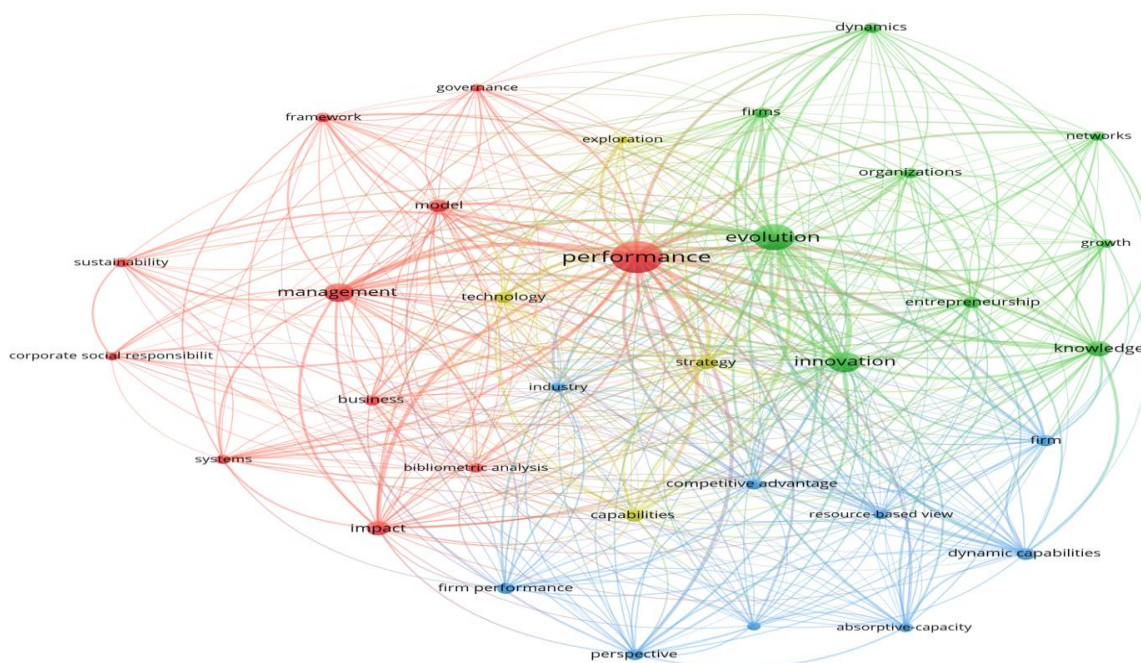 dynamics
governance
firms
framework
exploration
networks
organizations
model
evolution
growth
performance
sustainability
management
technology
entrepreneurship
knowledge
corporate social responsibilit
strategy
innovation
industry
business
firm
systems
bibliometric analysis
competitive advantage
capabilities
resource-based view
impact
dynamic capabilities
firm performance
absorptive-capacity
perspective